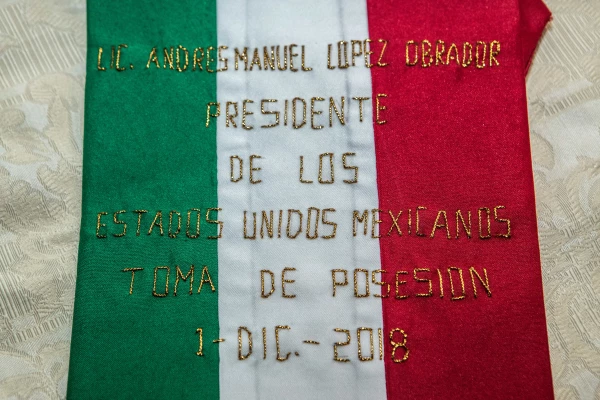 LIC. ANDRES MANUEL LOPEZ OBRADOR
PRESIDENTE
DE LOS
ESTADOS UNIDOS MEXICANOS
TOMA DE POSESION
1-DIC.-2018